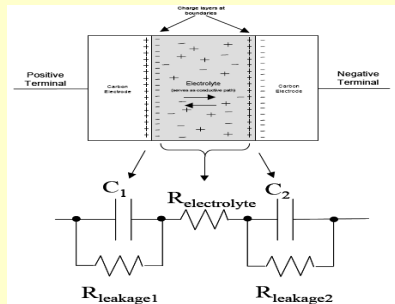 Charge layers at
boundaries
Positive
Terminal
Carbon
Electrode
Electrolyte
(serves as conductive path)
Carbon
Electrode
Negative
Terminal
C1
Relectrolyte
C2
Rleakage1
Rleakage2